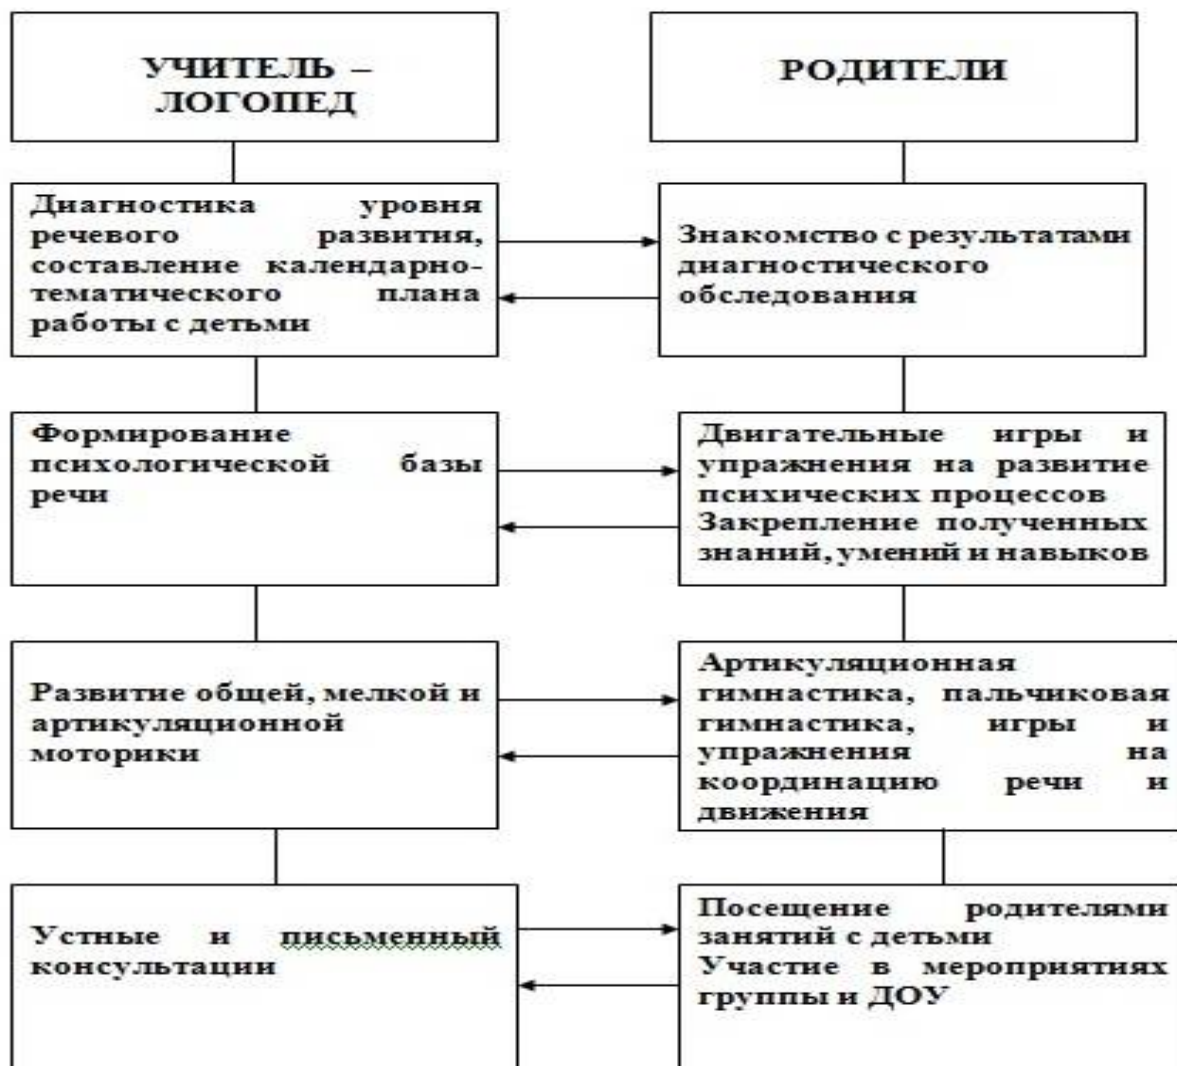 УЧИТЕЛЬ –
ЛОГОПЕД
РОДИТЕЛИ
Диагностика уровня
речевого развития,
составление календарно-
тематического плана
работы с детьми
Знакомство с результатами
диагностического
обследования
Формирование
психологической базы
речи
Двигательные игры и
упражнения на развитие
психических процессов
Закрепление полученных
знаний, умений и навыков
Развитие общей, мелкой и
артикуляционной
моторики
Артикуляционная
гимнастика, пальчиковая
гимнастика, игры и
упражнения на
координацию речи и
движения
Устные и письменный
консультации
Посещение родителями
занятий с детьми
Участие в мероприятиях
группы и ДОУ